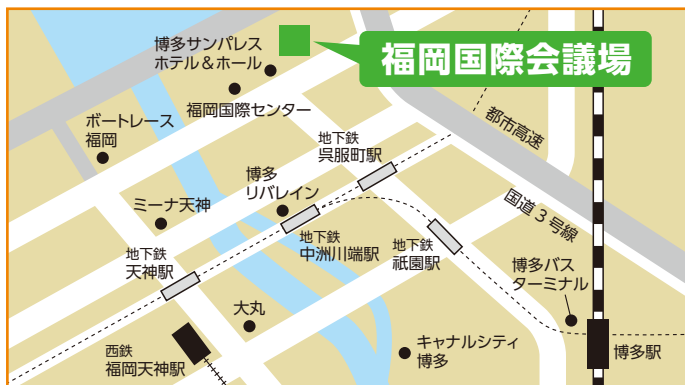 博多サンパレス
ホテル&ホール
福岡国際会議場
福岡国際センター
ボートレース
福岡
地下鉄
呉服町駅
都市高速
博多
リバレイン
ミーナ天神
国道3号線
地下鉄
天神駅
地下鉄
中洲川端駅
地下鉄
祇園駅
博多バス
ターミナル
大丸
西鉄
福岡天神駅
キャナルシティ
博多
博多駅